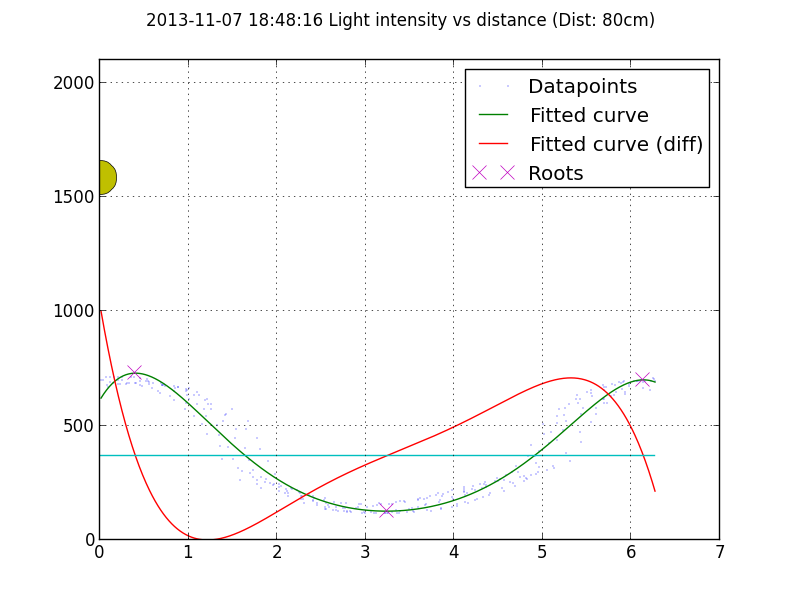 2013-11-07 18:48:16 Light intensity vs distance (Dist: 80cm)
Datapoints
Fitted curve
Fitted curve (diff)
Roots
2000
1500
1000
500
0
0 1 2 3 4 5 6 7